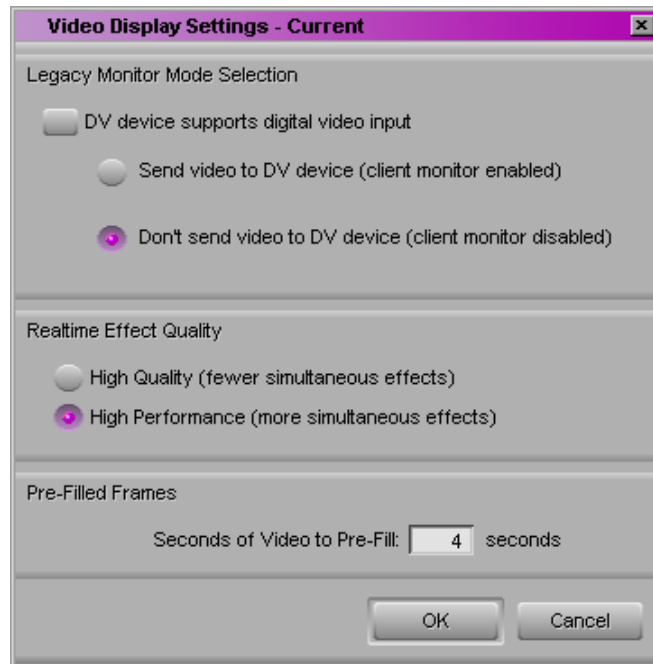 Video Display Settings - Current
Legacy Monitor Mode Selection
DV device supports digital video input
Send video to DV device (client monitor enabled)
Don't send video to DV device (client monitor disabled)
Realtime Effect Quality
High Quality (fewer simultaneous effects)
High Performance (more simultaneous effects)
Pre-Filled Frames
Seconds of Video to Pre-Fill: 4 seconds
OK Cancel